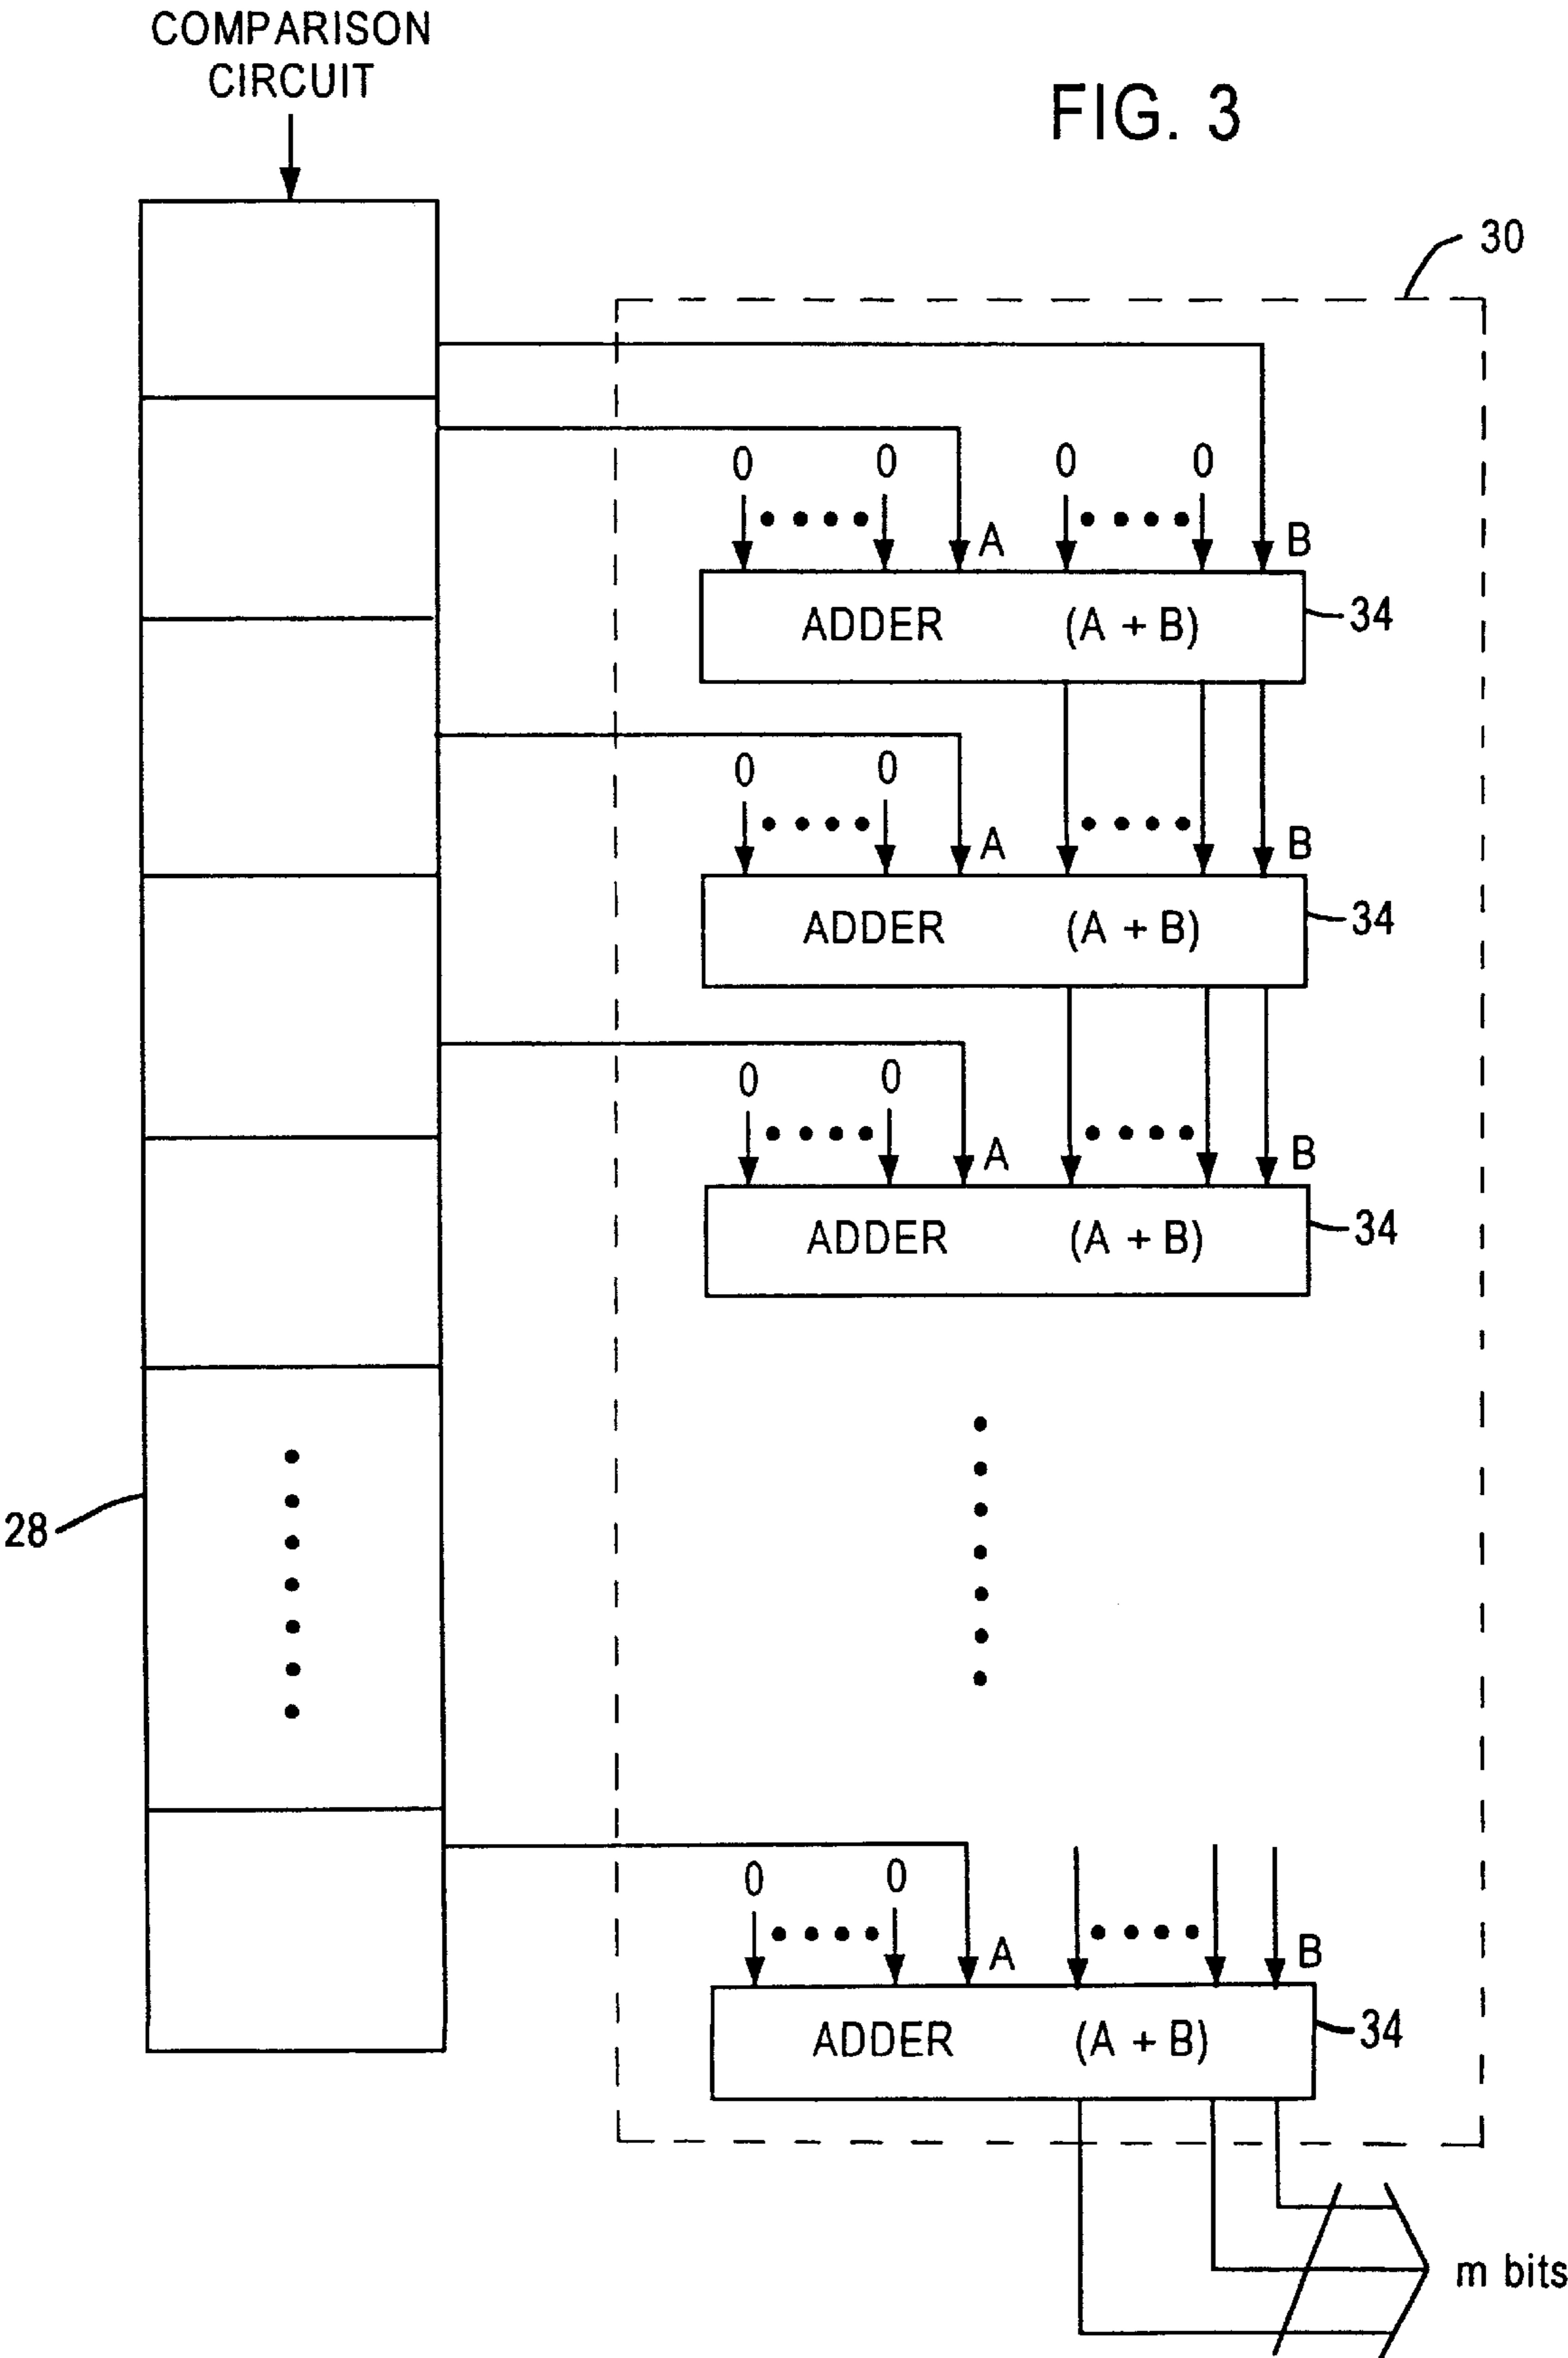 COMPARISON
CIRCUIT
FIG. 3
30
0 0 A 0 0 B
ADDER (A + B) 34
0 0 A B
ADDER (A + B) 34
0 0 A B
ADDER (A + B) 34
28
0 0 A B
ADDER (A + B) 34
m bits